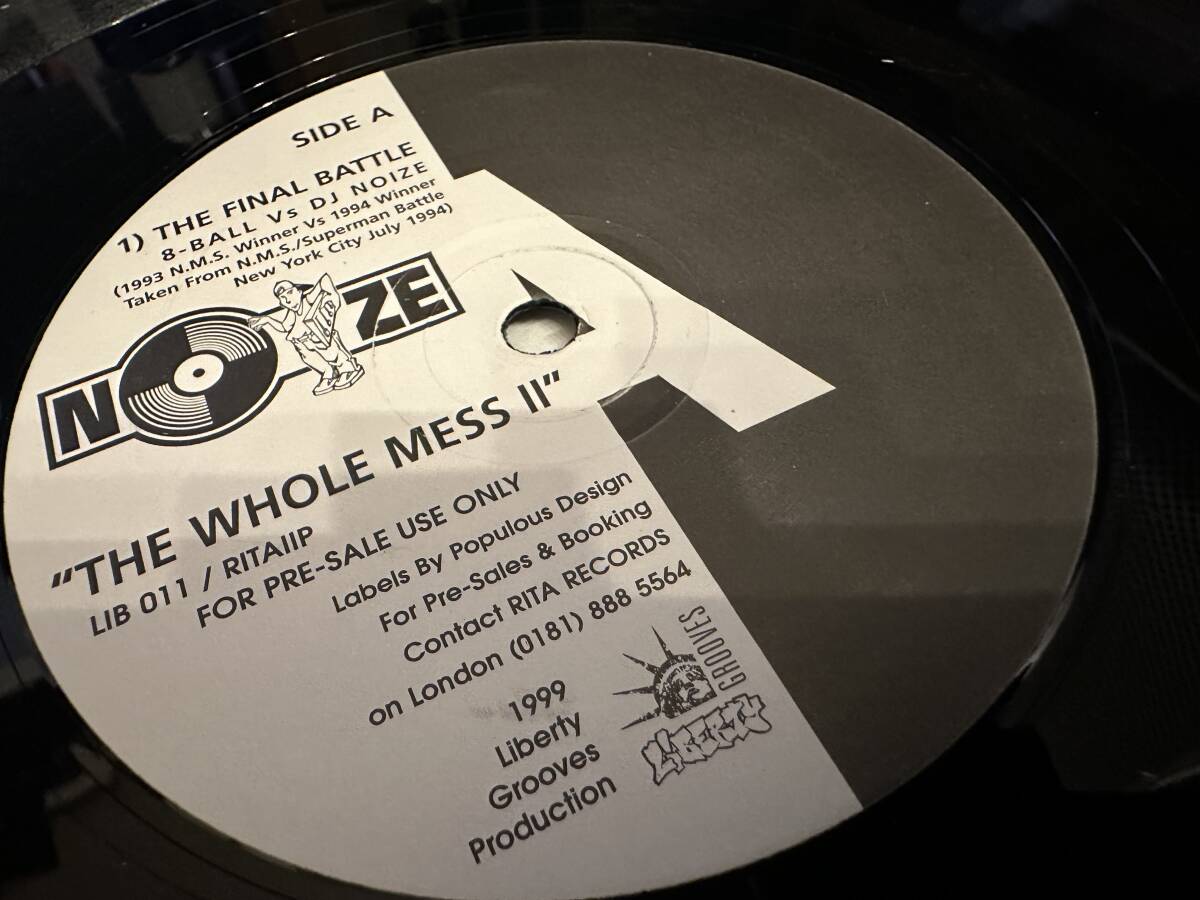 SIDE A
1) THE FINAL BATTLE
8-BALL Vs DJ NOIZE
(1993 N.M.S. Winner Vs 1994 Winner
Taken From N.M.S./Superman Battle
New York City July 1994)
NOIZE
"THE WHOLE MESS II"
LIB 011 / RITAIIP
FOR PRE-SALE USE ONLY
Labels By Populous Design
For Pre-Sales & Booking
Contact RITA RECORDS
on London (0181) 888 5564
1999
Liberty
Grooves
Production
GROOVES
LIBERTY
A